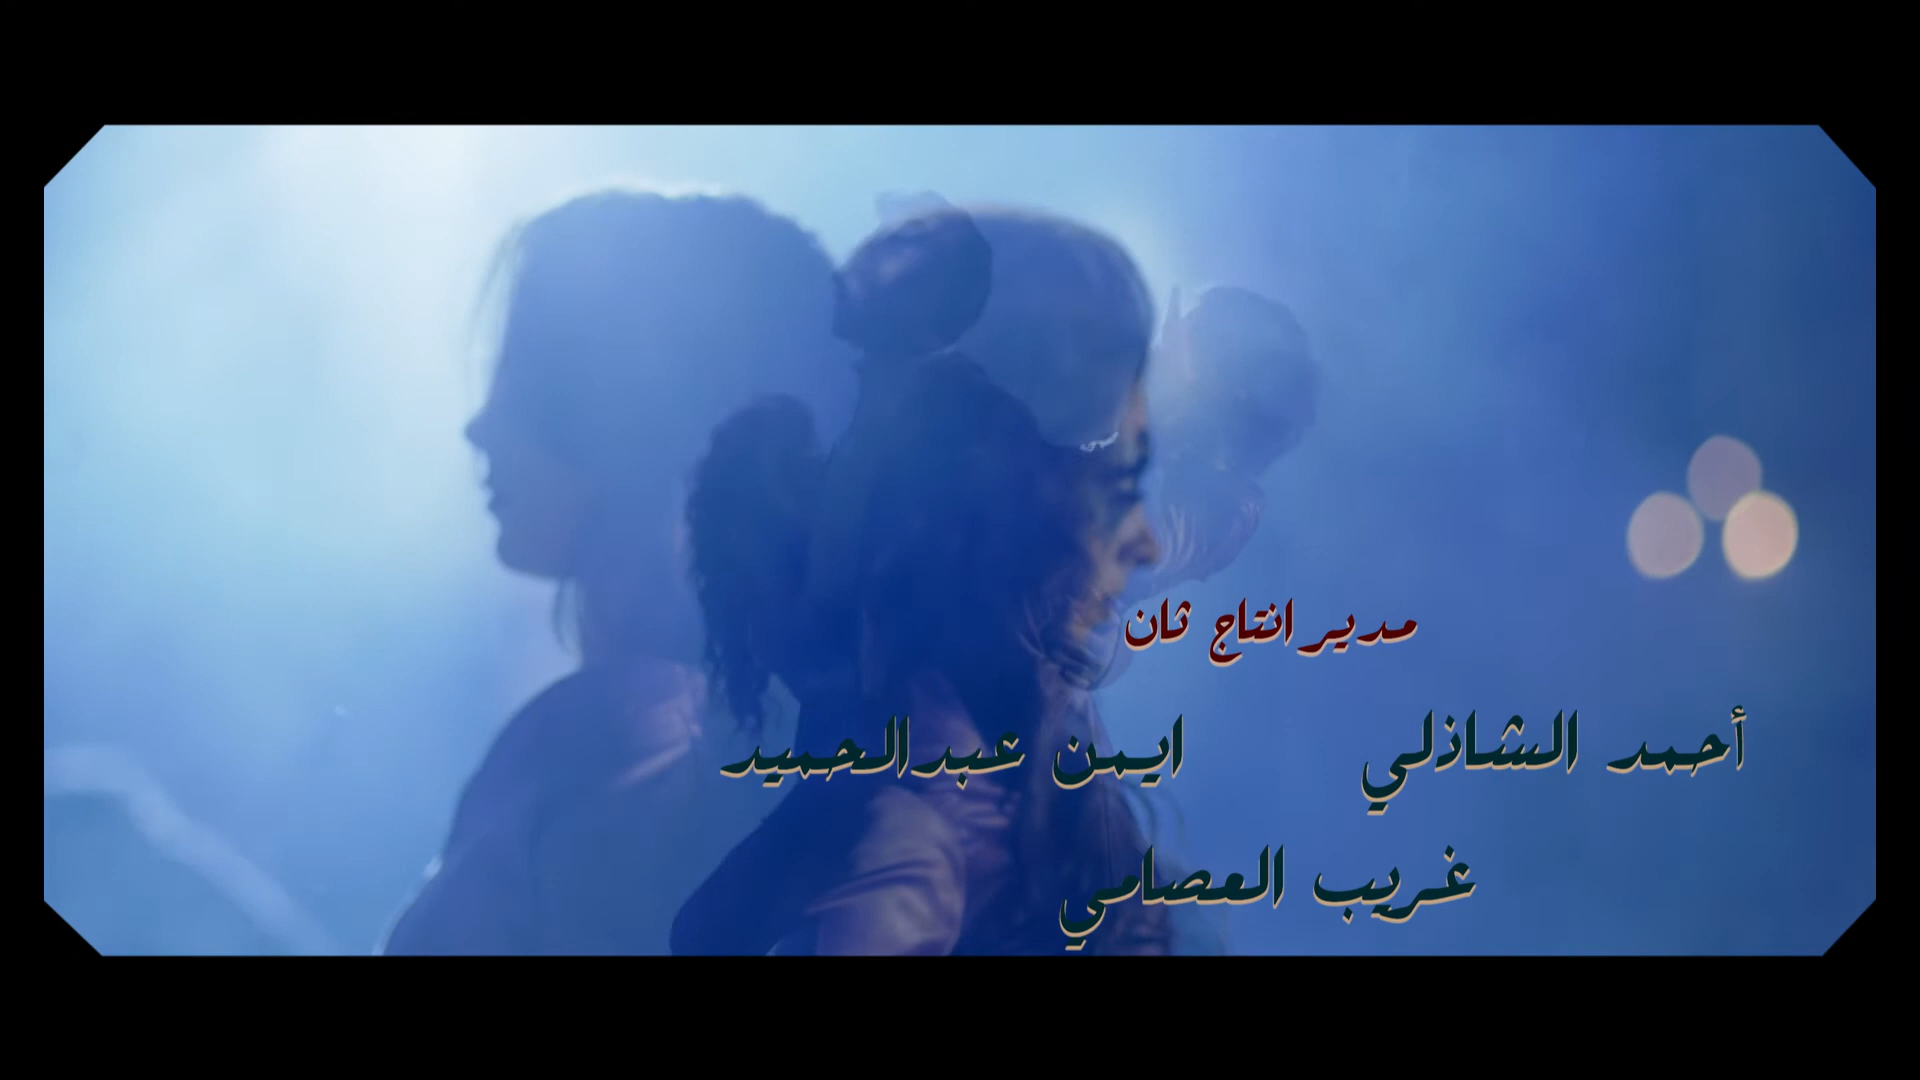 مدير انتاج ثان
أحمد الشاذلي ايمن عبدالحميد
غريب العصامي